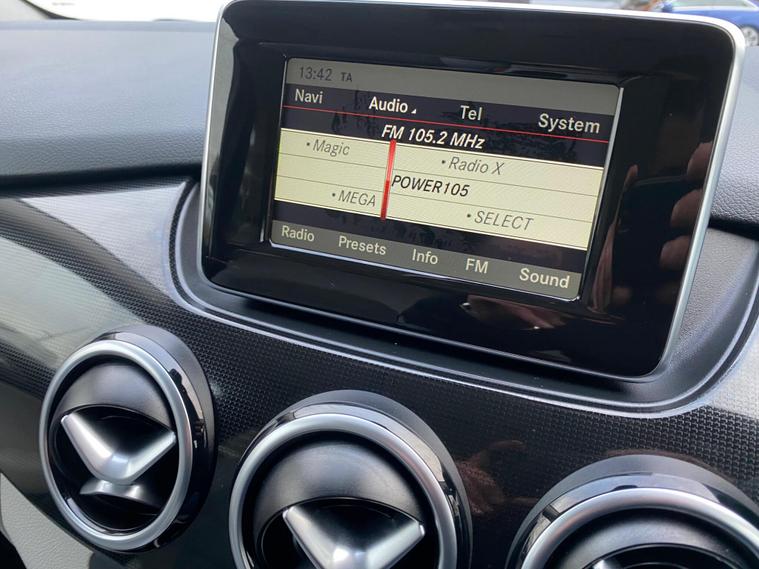 13:42 TA
Navi Audio Tel System
FM 105.2 MHz
• Magic • Radio X
POWER105
• MEGA • SELECT
Radio Presets Info FM Sound